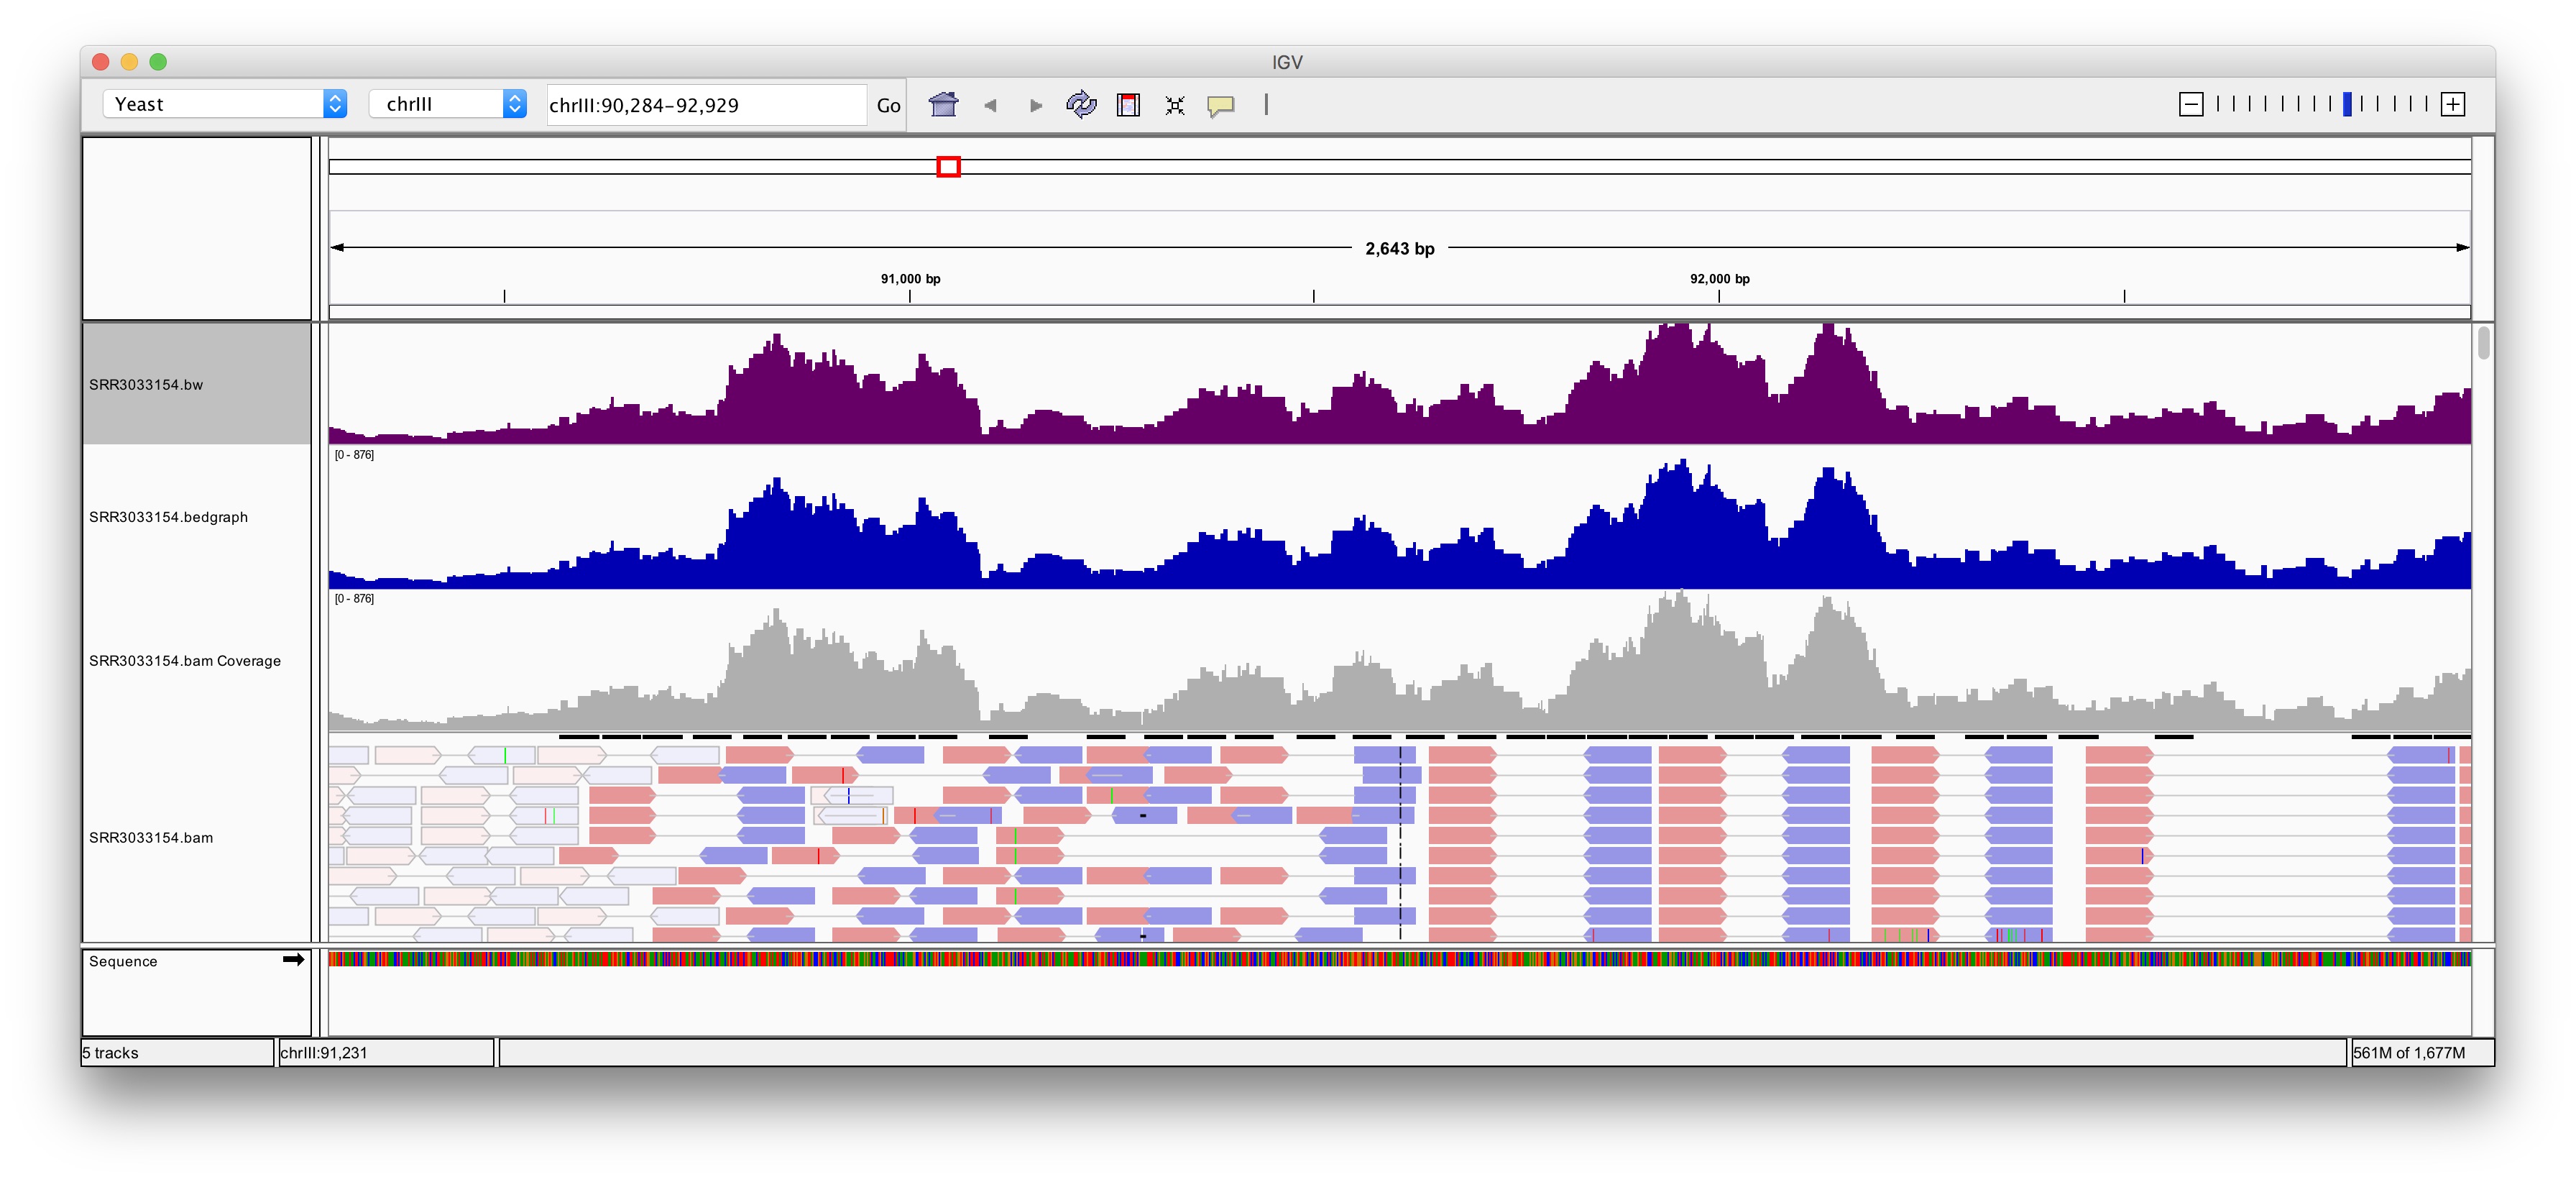 IGV
Yeast chrIII chrIII:90,284-92,929 Go
2,643 bp
91,000 bp 92,000 bp
SRR3033154.bw
[0 - 876]
SRR3033154.bedgraph
[0 - 876]
SRR3033154.bam Coverage
SRR3033154.bam
Sequence
5 tracks chrIII:91,231 561M of 1,677M